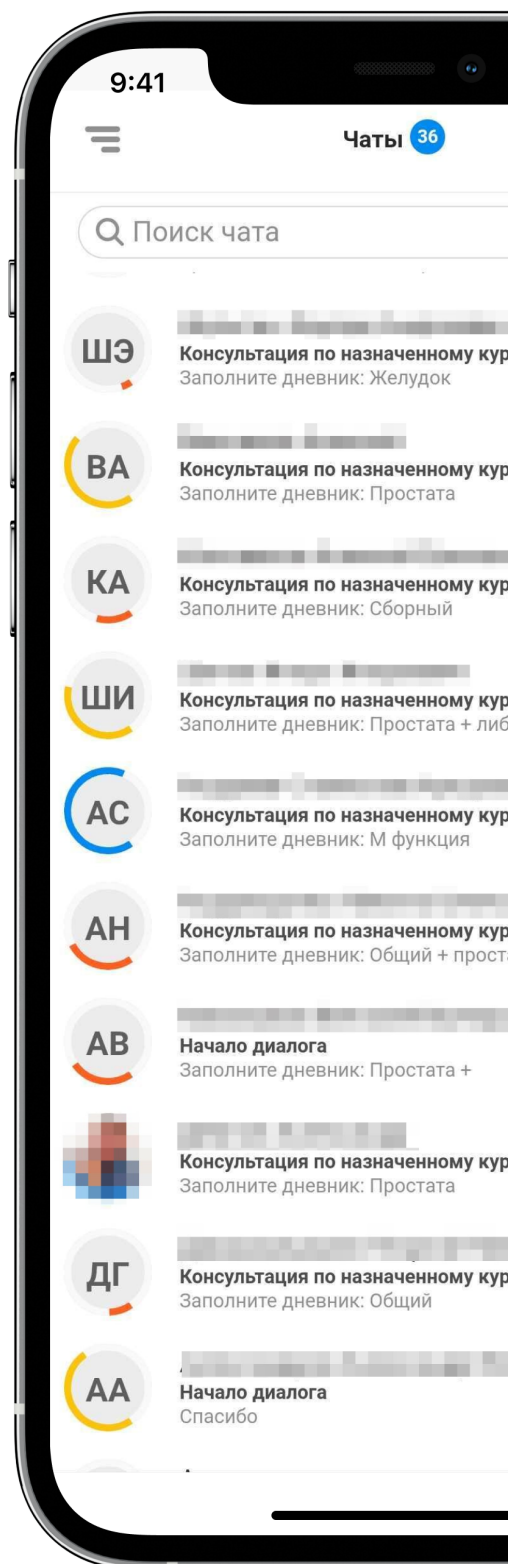 9:41
Чаты 36
Поиск чата
ШЭ
Консультация по назначенному кур
Заполните дневник: Желудок
ВА
Консультация по назначенному кур
Заполните дневник: Простата
КА
Консультация по назначенному кур
Заполните дневник: Сборный
ШИ
Консультация по назначенному кур
Заполните дневник: Простата + либ
АС
Консультация по назначенному кур
Заполните дневник: М функция
АН
Консультация по назначенному кур
Заполните дневник: Общий + проста
АВ
Начало диалога
Заполните дневник: Простата +
Консультация по назначенному кур
Заполните дневник: Простата
ДГ
Консультация по назначенному кур
Заполните дневник: Общий
АА
Начало диалога
Спасибо